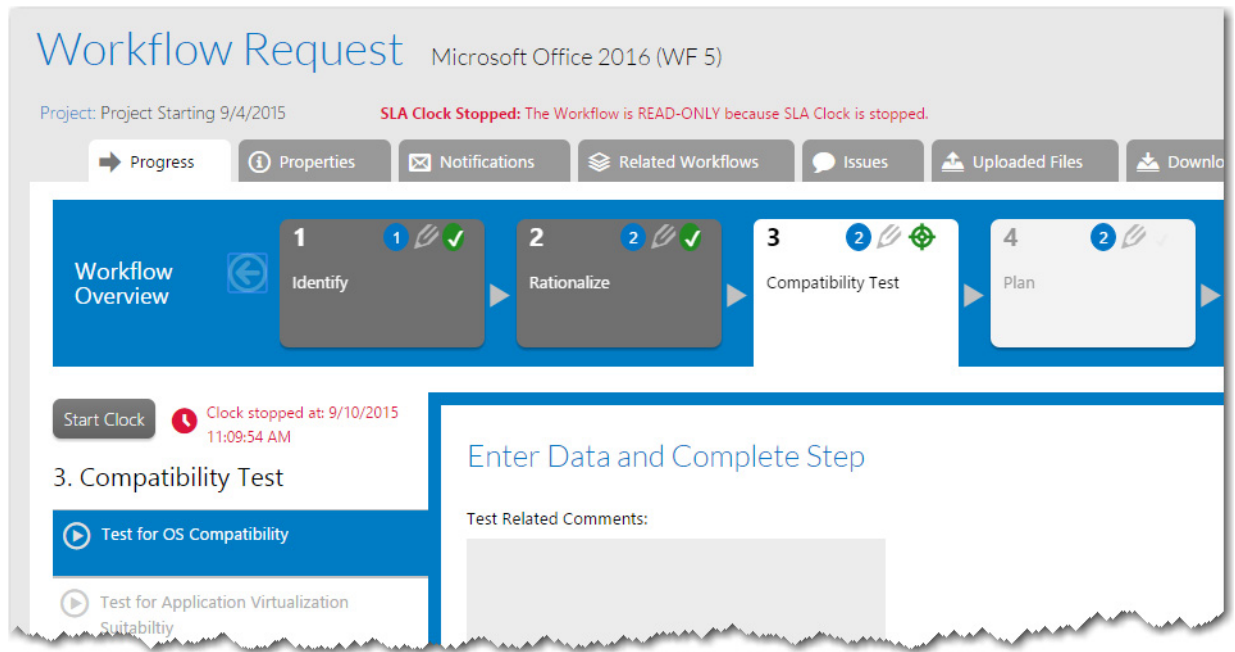 Workflow Request Microsoft Office 2016 (WF 5)
Project: Project Starting 9/4/2015 SLA Clock Stopped: The Workflow is READ-ONLY because SLA Clock is stopped.
Progress Properties Notifications Related Workflows Issues Uploaded Files Downlo
Workflow
Overview
1 1
Identify
2 2
Rationalize
3 2
Compatibility Test
4 2
Plan
Start Clock
Clock stopped at: 9/10/2015
11:09:54 AM
3. Compatibility Test
Test for OS Compatibility
Test for Application Virtualization
Suitabiltiy
Enter Data and Complete Step
Test Related Comments: